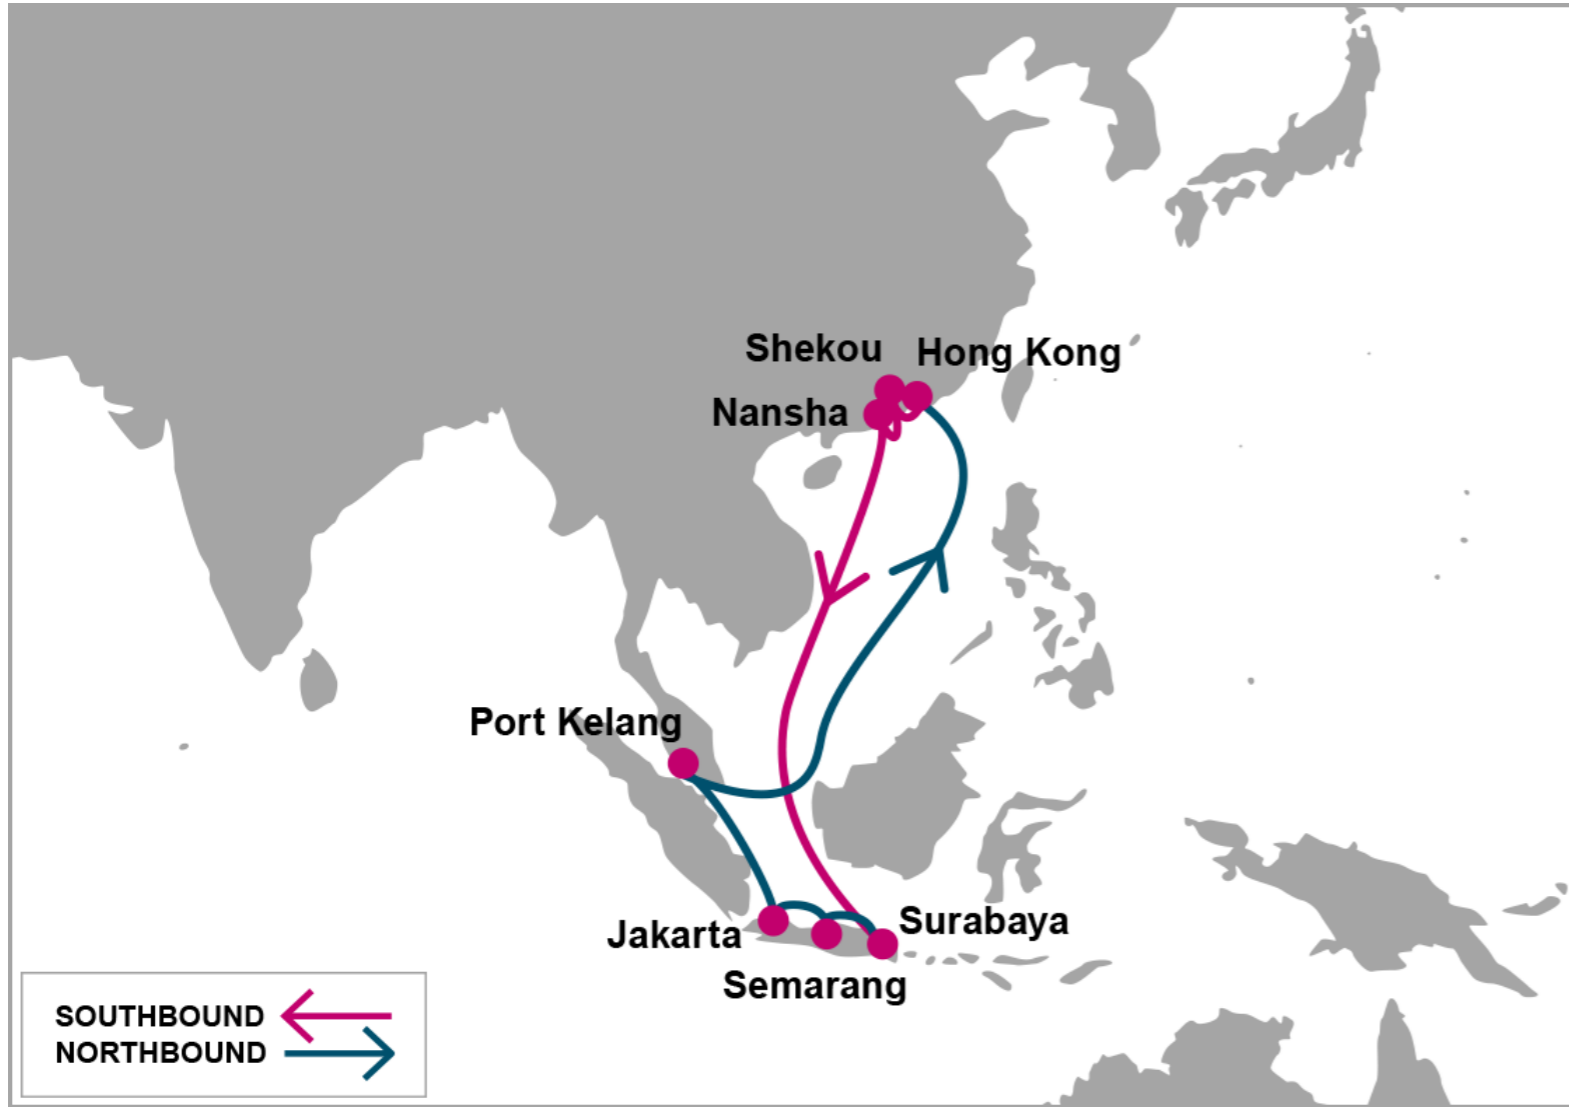 Shekou
Hong Kong
Nansha
Port Kelang
Jakarta
Surabaya
Semarang
SOUTHBOUND
NORTHBOUND